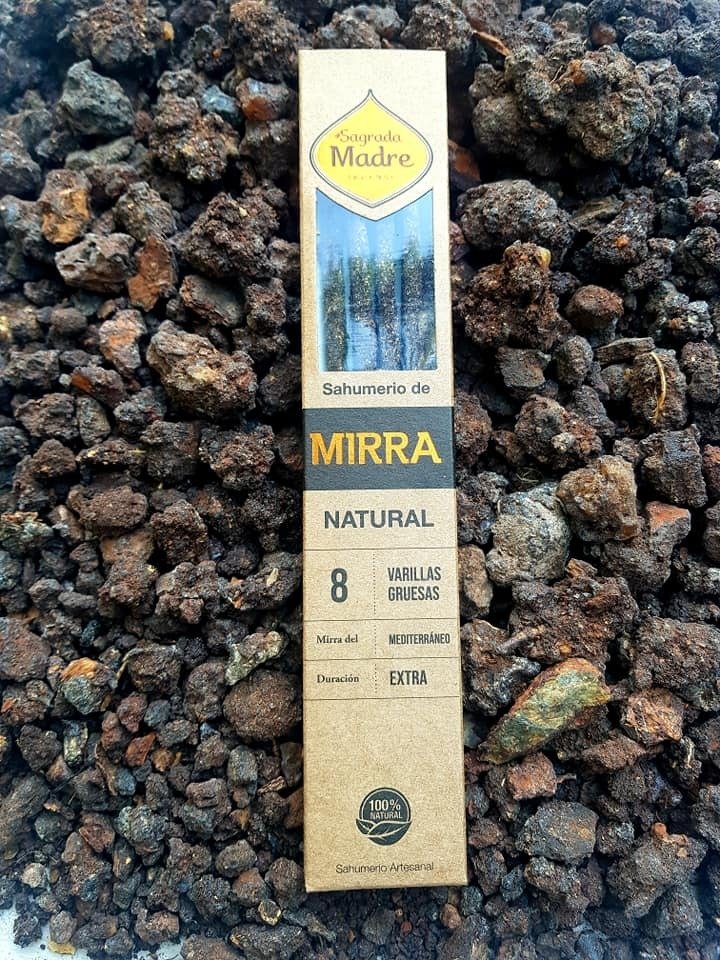 Sagrada
Madre
Sahumerio de
MIRRA
NATURAL
8 VARILLAS
GRUESAS
Mirra del MEDITERRÁNEO
Duración EXTRA
100%
NATURAL
Sahumerio Artesanal